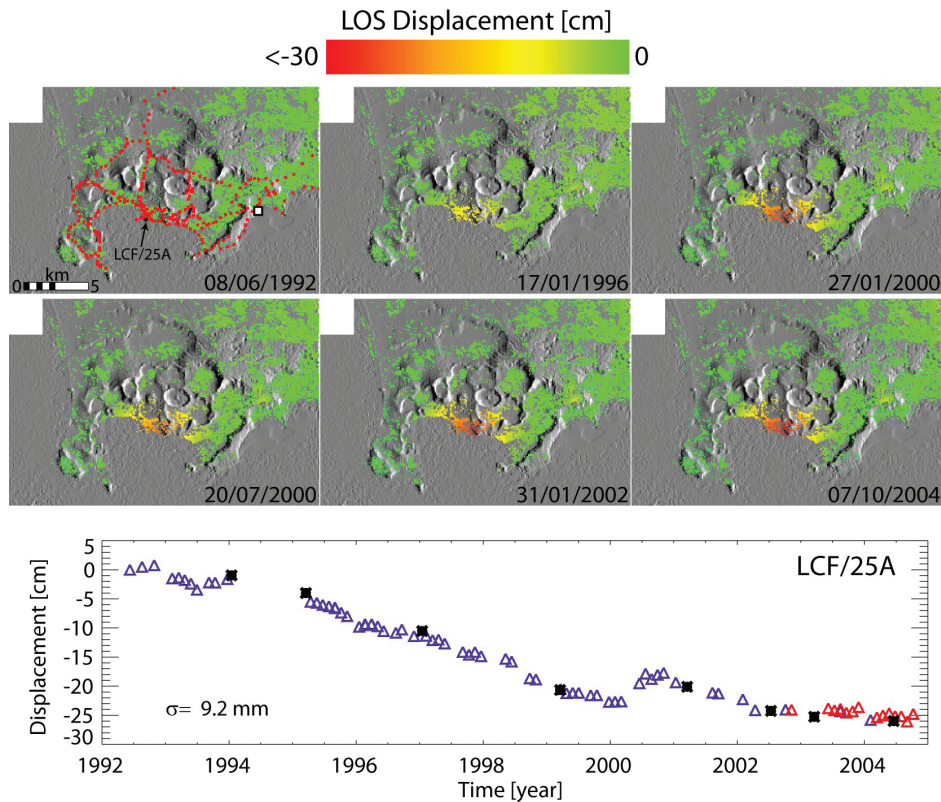 LOS Displacement [cm]
<-30 0
LCF/25A
km
0 5
08/06/1992
17/01/1996
27/01/2000
20/07/2000
31/01/2002
07/10/2004
LCF/25A
Displacement [cm]
5
0
-5
-10
-15
-20
-25
-30
σ= 9.2 mm
1992 1994 1996 1998 2000 2002 2004
Time [year]